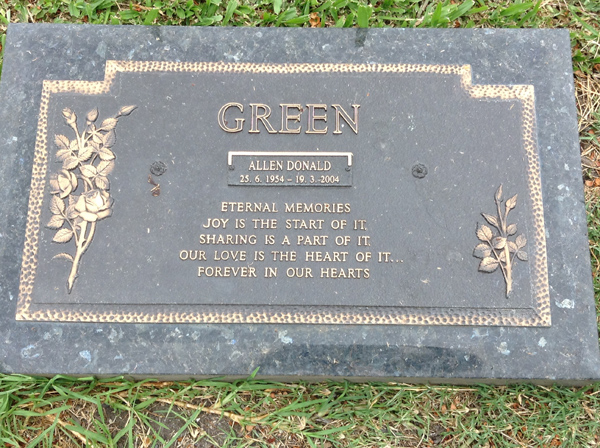 GREEN
ALLEN DONALD
25. 6. 1954 – 19. 3. 2004
ETERNAL MEMORIES
JOY IS THE START OF IT,
SHARING IS A PART OF IT,
OUR LOVE IS THE HEART OF IT...
FOREVER IN OUR HEARTS